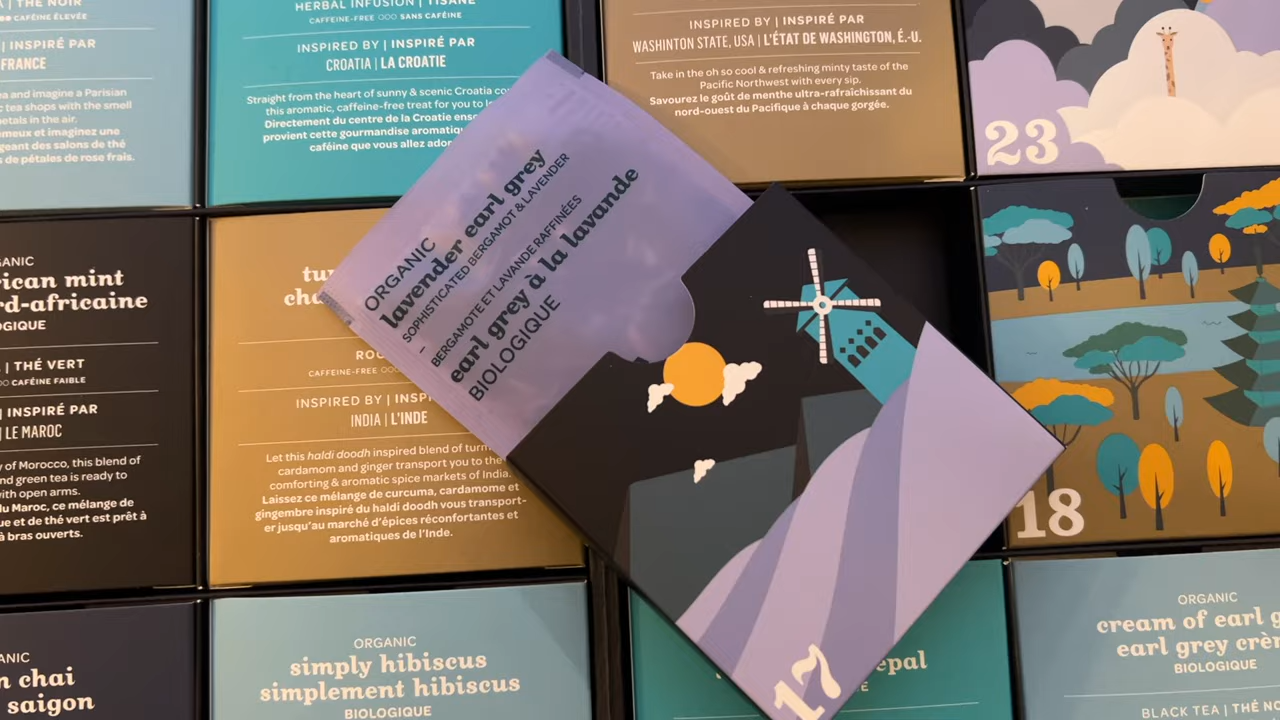 THÉ NOIR
CAFÉINE ÉLEVÉE
INSPIRÉ PAR
FRANCE
ea and imagine a Parisian
tea shops with the smell
petals in the air.
et imaginez une
geant des salons de thé
s de pétales de rose frais.
HERBAL INFUSION | TISANE
CAFFEINE-FREE OOO SANS CAFÉINE
INSPIRED BY | INSPIRÉ PAR
CROATIA | LA CROATIE
Straight from the heart of sunny & scenic Croatia
this aromatic, caffeine-free treat for you to
Directement du centre de la Croatie
provient cette gourmandise
caféine que vous allez
INSPIRED BY | INSPIRÉ PAR
WASHINTON STATE, USA | L'ÉTAT DE WASHINGTON, É.-U.
Take in the oh so cool & refreshing minty taste of the
Pacific Northwest with every sip.
Savourez le goût de menthe ultra-rafraîchissant du
nord-ouest du Pacifique à chaque gorgée.
23
ORGANIC
lavender earl grey
SOPHISTICATED BERGAMOT & LAVENDER
–
BERGAMOTE ET LAVANDE RAFFINÉES
earl grey à la lavande
BIOLOGIQUE
17
18
rican mint
rd-africaine
OGIQUE
| THÉ VERT
CAFÉINE FAIBLE
| INSPIRÉ PAR
| LE MAROC
y of Morocco, this blend of
and green tea is ready to
with open arms.
du Maroc, ce mélange de
ue et de thé vert est prêt à
à bras ouverts.
CAFFEINE-FREE
INSPIRED BY |
INDIA | L'INDE
Let this haldi doodh inspired blend of
cardamom and ginger transport you to the
comforting & aromatic spice markets of India.
Laissez ce mélange de curcuma, cardamome et
gingembre inspiré du haldi doodh vous transport-
er jusqu'au marché d'épices réconfortantes et
aromatiques de l'Inde.
chai
saigon
ORGANIC
simply hibiscus
simplement hibiscus
BIOLOGIQUE
epal
ORGANIC
cream of earl g
earl grey crè
BIOLOGIQUE
BLACK TEA | THÉ NO